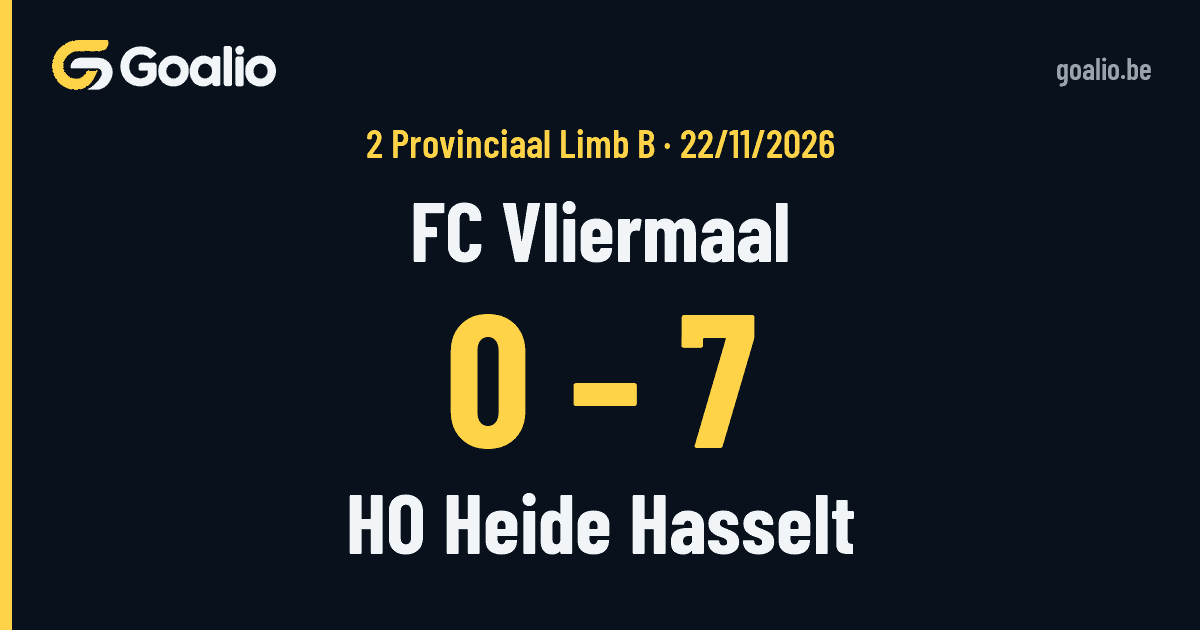 Goalio
goalio.be
2 Provinciaal Limb B · 22/11/2026
FC Vliermaal
0 – 7
HO Heide Hasselt